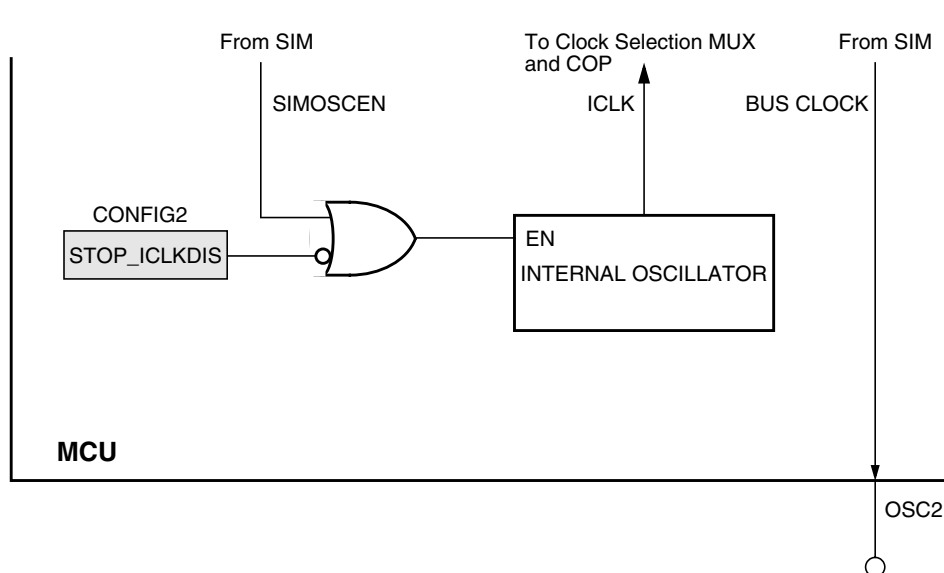 From SIM
To Clock Selection MUX
and COP
From SIM
SIMOSCEN
ICLK
BUS CLOCK
CONFIG2
STOP_ICLKDIS
EN
INTERNAL OSCILLATOR
MCU
OSC2